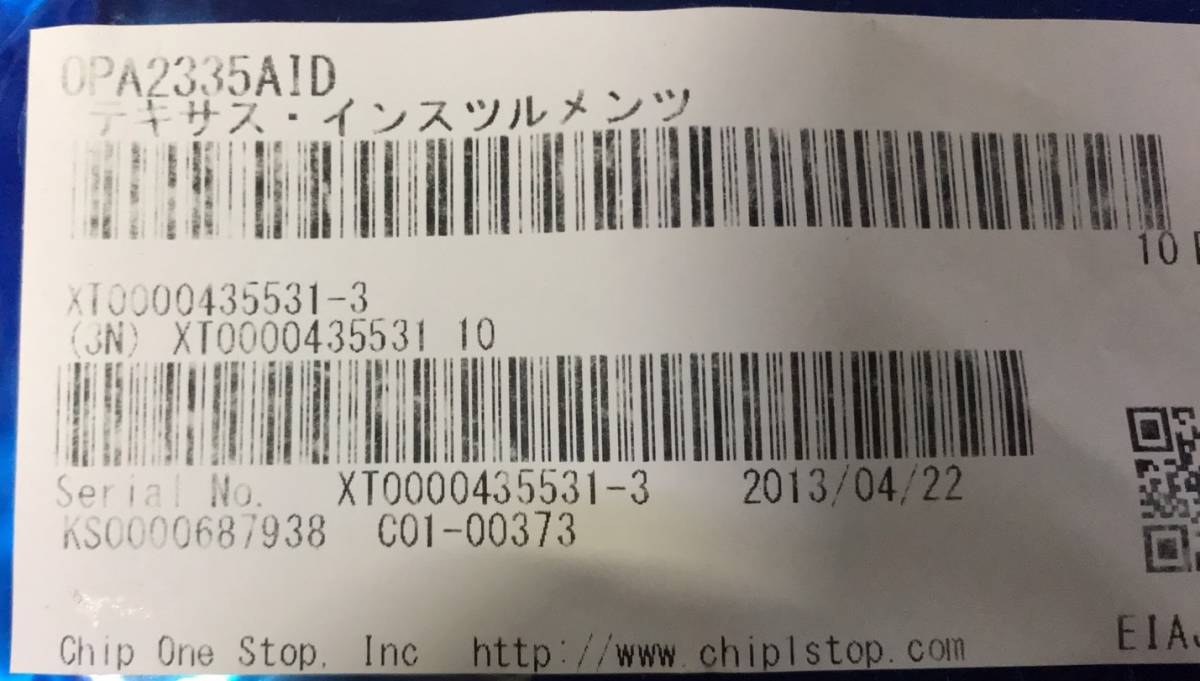 OPA2335AID
テキサス・インスツルメンツ
10
XT0000435531-3
(3N) XT0000435531 10
Serial No. XT0000435531-3 2013/04/22
KS0000687938 C01-00373
Chip One Stop, Inc http://www.chip1stop.com
EIAJ